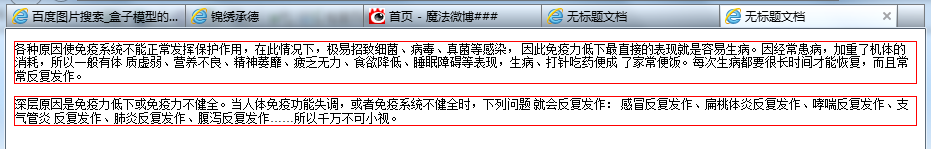 百度图片搜索_盒子模型的...
锦绣承德
首页 - 魔法微博###
无标题文档
无标题文档
各种原因使免疫系统不能正常发挥保护作用，在此情况下，极易招致细菌、病毒、真菌等感染， 因此免疫力低下最直接的表现就是容易生病。因经常患病，加重了机体的
消耗，所以一般有体 质虚弱、营养不良、精神萎靡、疲乏无力、食欲降低、睡眠障碍等表现，生病、打针吃药便成 了家常便饭。每次生病都要很长时间才能恢复，而且常
常反复发作。
深层原因是免疫力低下或免疫力不健全。当人体免疫功能失调，或者免疫系统不健全时，下列问题 就会反复发作： 感冒反复发作、扁桃体炎反复发作、哮喘反复发作、支
气管炎 反复发作、肺炎反复发作、腹泻反复发作……所以千万不可小视。